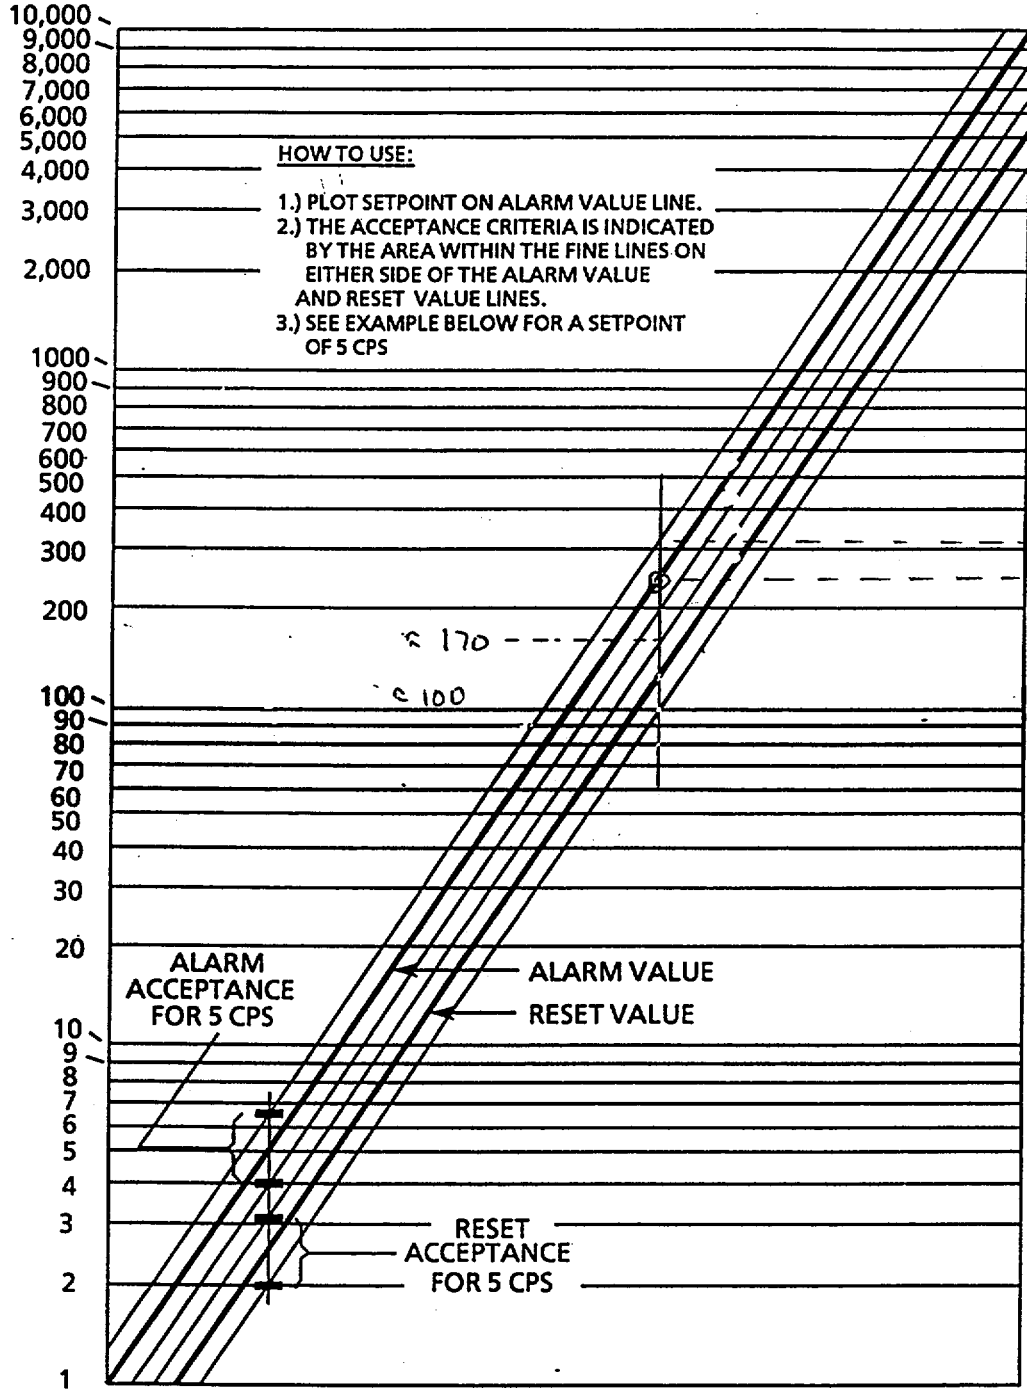 10,000
9,000
8,000
7,000
6,000
5,000
4,000
3,000
2,000
1000
900
800
700
600
500
400
300
200
100
90
80
70
60
50
40
30
20
10
9
8
7
6
5
4
3
2
1
HOW TO USE:
1.) PLOT SETPOINT ON ALARM VALUE LINE.
2.) THE ACCEPTANCE CRITERIA IS INDICATED
BY THE AREA WITHIN THE FINE LINES ON
EITHER SIDE OF THE ALARM VALUE
AND RESET VALUE LINES.
3.) SEE EXAMPLE BELOW FOR A SETPOINT
OF 5 CPS
≈ 170
≈ 100
ALARM
ACCEPTANCE
FOR 5 CPS
ALARM VALUE
RESET VALUE
RESET
ACCEPTANCE
FOR 5 CPS